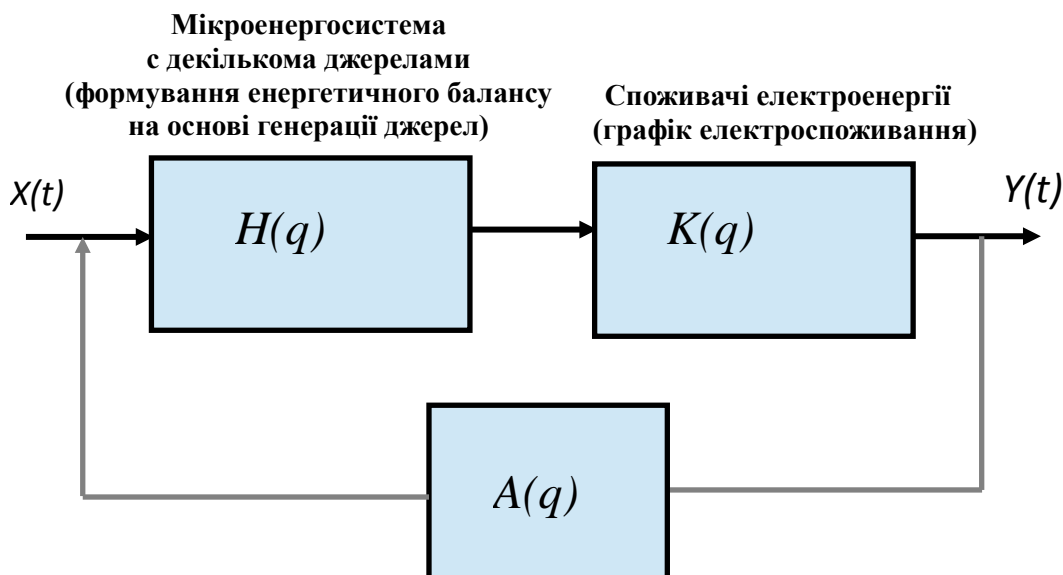 Мікроенергосистема
с декількома джерелами
(формування енергетичного балансу
на основі генерації джерел)
Споживачі електроенергії
(графік електроспоживання)
X(t)
H(q)
K(q)
Y(t)
A(q)